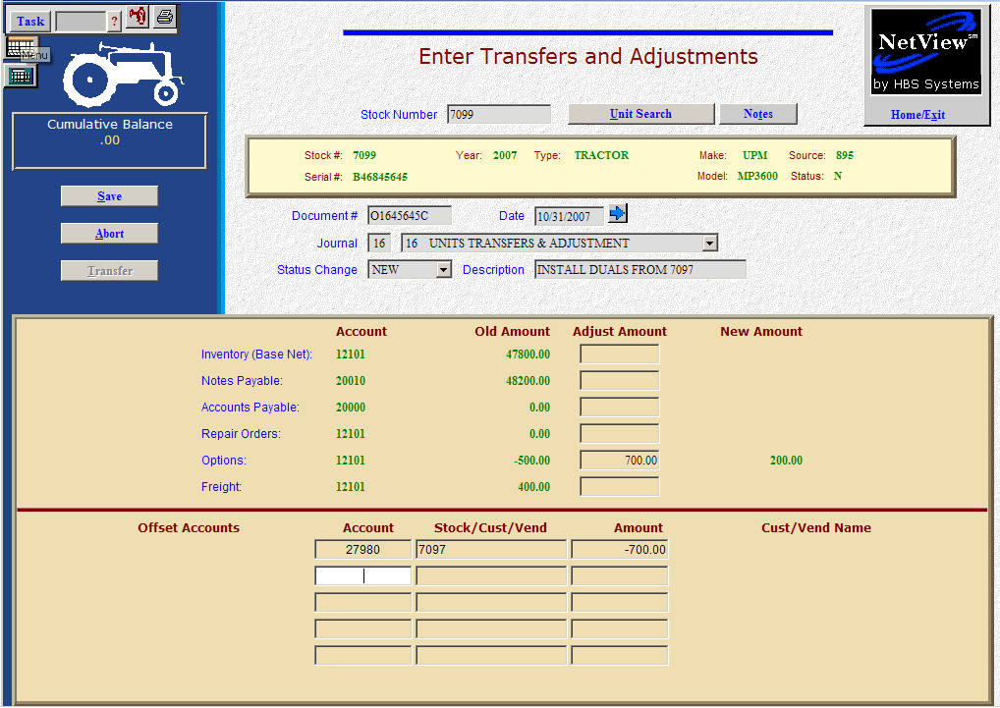 Task ?
Menu
Cumulative Balance
.00
Save
Abort
Transfer
Enter Transfers and Adjustments
NetView℠
by HBS Systems
Home/Exit
Stock Number 7099 Unit Search Notes
Stock #: 7099 Year: 2007 Type: TRACTOR Make: UPM Source: 895
Serial #: B46845645 Model: MP3600 Status: N
Document # O1645645C Date 10/31/2007
Journal 16 16 UNITS TRANSFERS & ADJUSTMENT
Status Change NEW Description INSTALL DUALS FROM 7097
Account Old Amount Adjust Amount New Amount
Inventory (Base Net): 12101 47800.00
Notes Payable: 20010 48200.00
Accounts Payable: 20000 0.00
Repair Orders: 12101 0.00
Options: 12101 -500.00 700.00 200.00
Freight: 12101 400.00
Offset Accounts Account Stock/Cust/Vend Amount Cust/Vend Name
27980 7097 -700.00